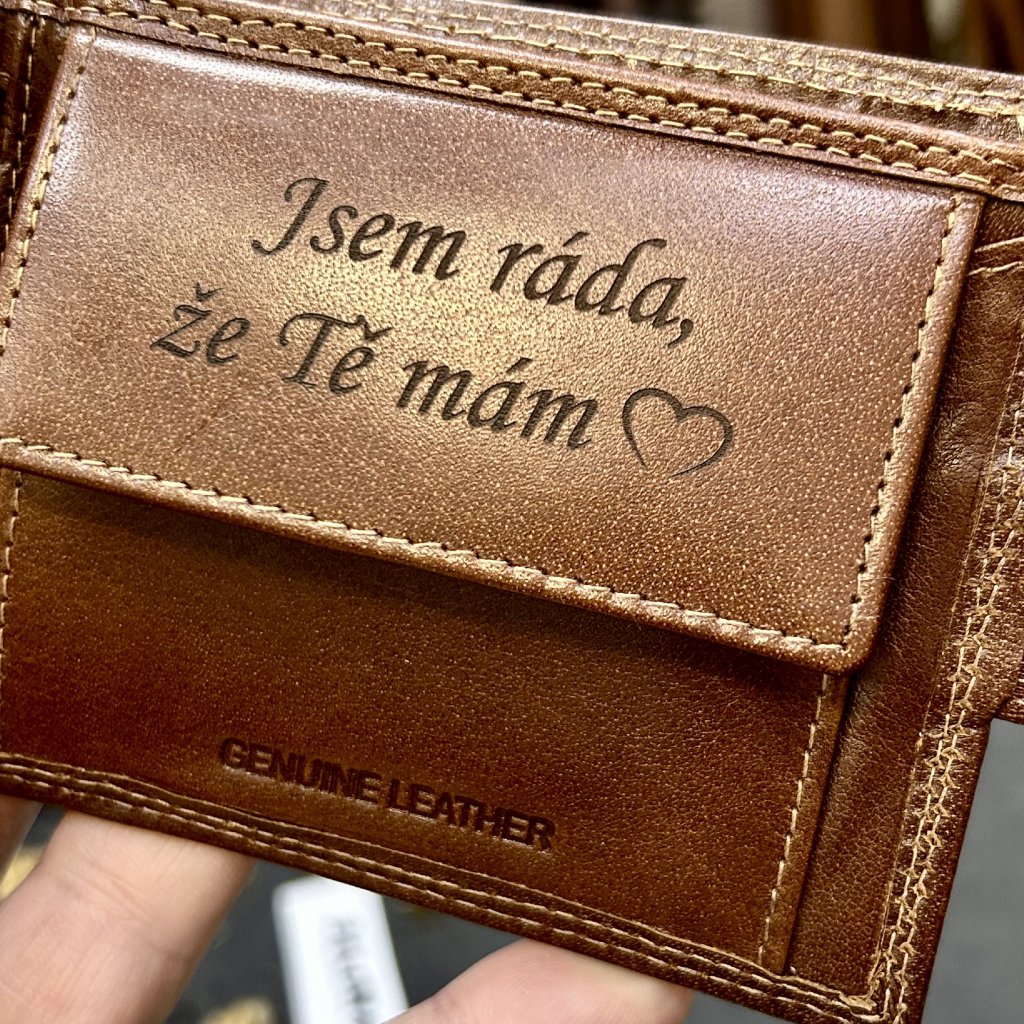 Jsem ráda,
že Tě mám♡
GENUINE LEATHER